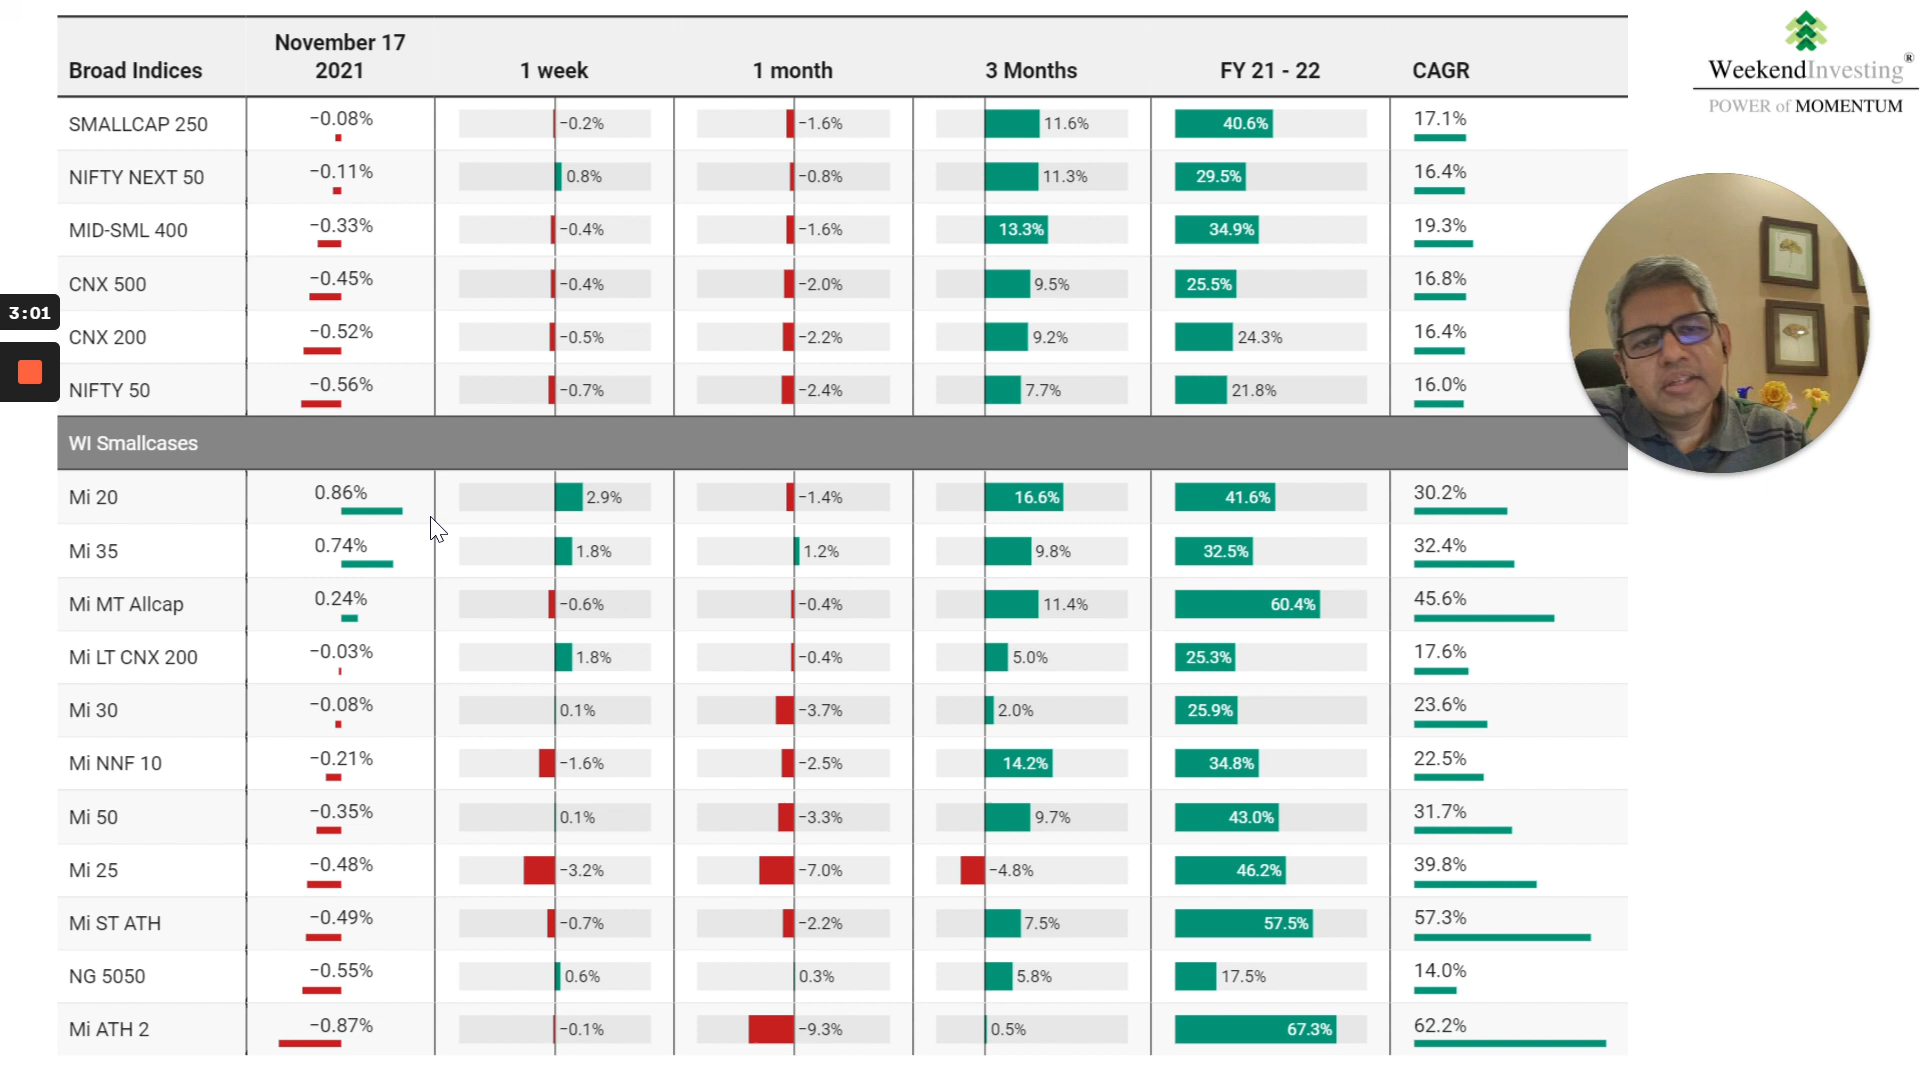 Broad Indices November 17 2021 1 week 1 month 3 Months FY 21 - 22 CAGR
SMALLCAP 250 −0.08% −0.2% −1.6% 11.6% 40.6% 17.1%
NIFTY NEXT 50 −0.11% 0.8% −0.8% 11.3% 29.5% 16.4%
MID-SML 400 −0.33% −0.4% −1.6% 13.3% 34.9% 19.3%
CNX 500 −0.45% −0.4% −2.0% 9.5% 25.5% 16.8%
CNX 200 −0.52% −0.5% −2.2% 9.2% 24.3% 16.4%
NIFTY 50 −0.56% −0.7% −2.4% 7.7% 21.8% 16.0%
WI Smallcases
Mi 20 0.86% 2.9% −1.4% 16.6% 41.6% 30.2%
Mi 35 0.74% 1.8% 1.2% 9.8% 32.5% 32.4%
Mi MT Allcap 0.24% −0.6% −0.4% 11.4% 60.4% 45.6%
Mi LT CNX 200 −0.03% 1.8% −0.4% 5.0% 25.3% 17.6%
Mi 30 −0.08% 0.1% −3.7% 2.0% 25.9% 23.6%
Mi NNF 10 −0.21% −1.6% −2.5% 14.2% 34.8% 22.5%
Mi 50 −0.35% 0.1% −3.3% 9.7% 43.0% 31.7%
Mi 25 −0.48% −3.2% −7.0% −4.8% 46.2% 39.8%
Mi ST ATH −0.49% −0.7% −2.2% 7.5% 57.5% 57.3%
NG 5050 −0.55% 0.6% 0.3% 5.8% 17.5% 14.0%
Mi ATH 2 −0.87% −0.1% −9.3% 0.5% 67.3% 62.2%
WeekendInvesting®
POWER of MOMENTUM
3:01